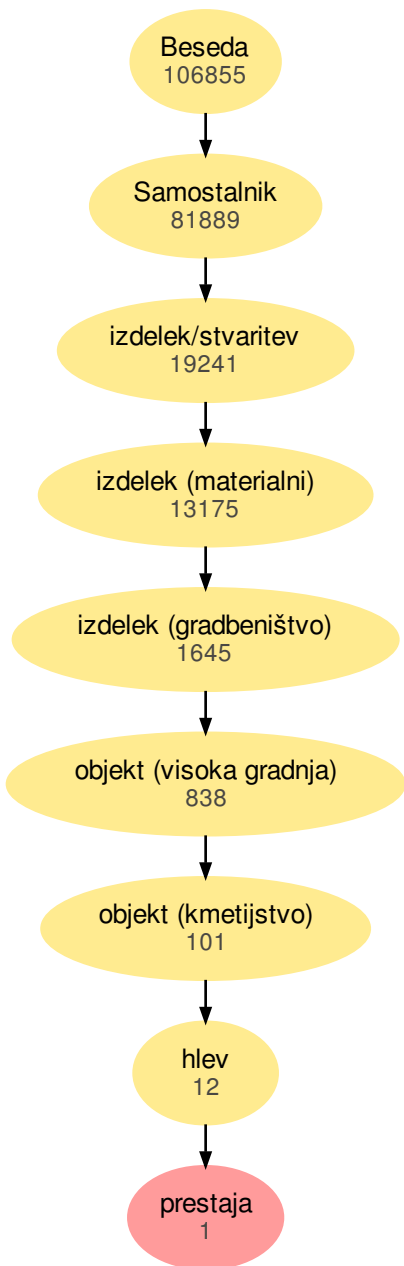 Beseda
106855
Samostalnik
81889
izdelek/stvaritev
19241
izdelek (materialni)
13175
izdelek (gradbeništvo)
1645
objekt (visoka gradnja)
838
objekt (kmetijstvo)
101
hlev
12
prestaja
1